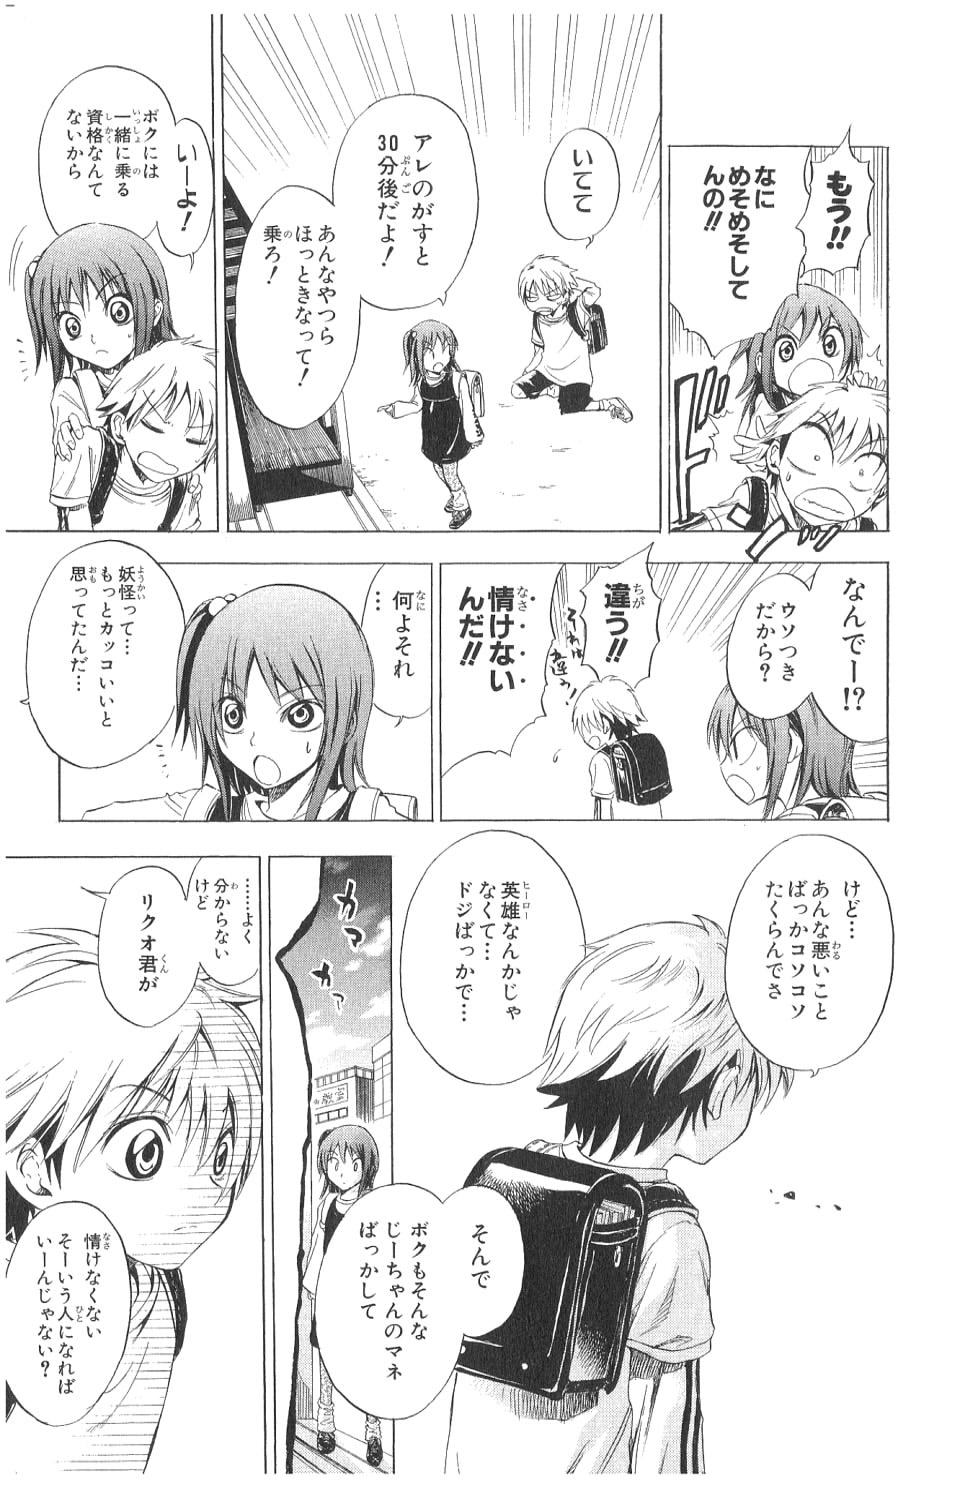 もう!!
なに
めそめそして
んの!!
ドドド
いてて
アレのがすと
30分後だよ！
あんなやつら
ほっときなって！
乗ろ！
いーよ！
ボクには
一緒に乗る
資格なんて
ないから
なんでー!?
ウソつき
だから？
違う!!
それは
違う！
情けない
んだ!!
何よそれ
…
妖怪って…
もっとカッコいいと
思ってたんだ…
けど…
あんな悪いこと
ばっかコソコソ
たくらんでさ
英雄なんかじゃ
なくて…
ドジばっかで…
そんで
ボクもそんな
じーちゃんのマネ
ばっかして
カァー
カァー
教室
……よく
分からない
けど
リクオ君が
情けなくない
そーいう人になれば
いーんじゃない？